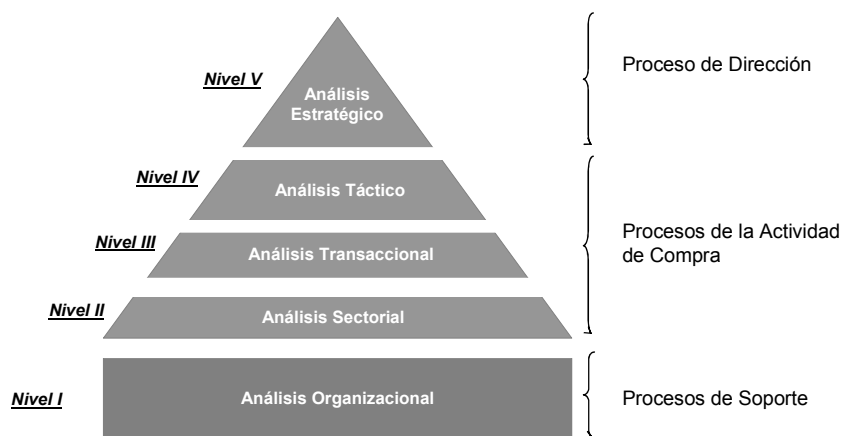 Nivel V
Análisis
Estratégico
Proceso de Dirección
Nivel IV
Análisis Táctico
Nivel III
Análisis Transaccional
Procesos de la Actividad
de Compra
Nivel II
Análisis Sectorial
Nivel I
Análisis Organizacional
Procesos de Soporte